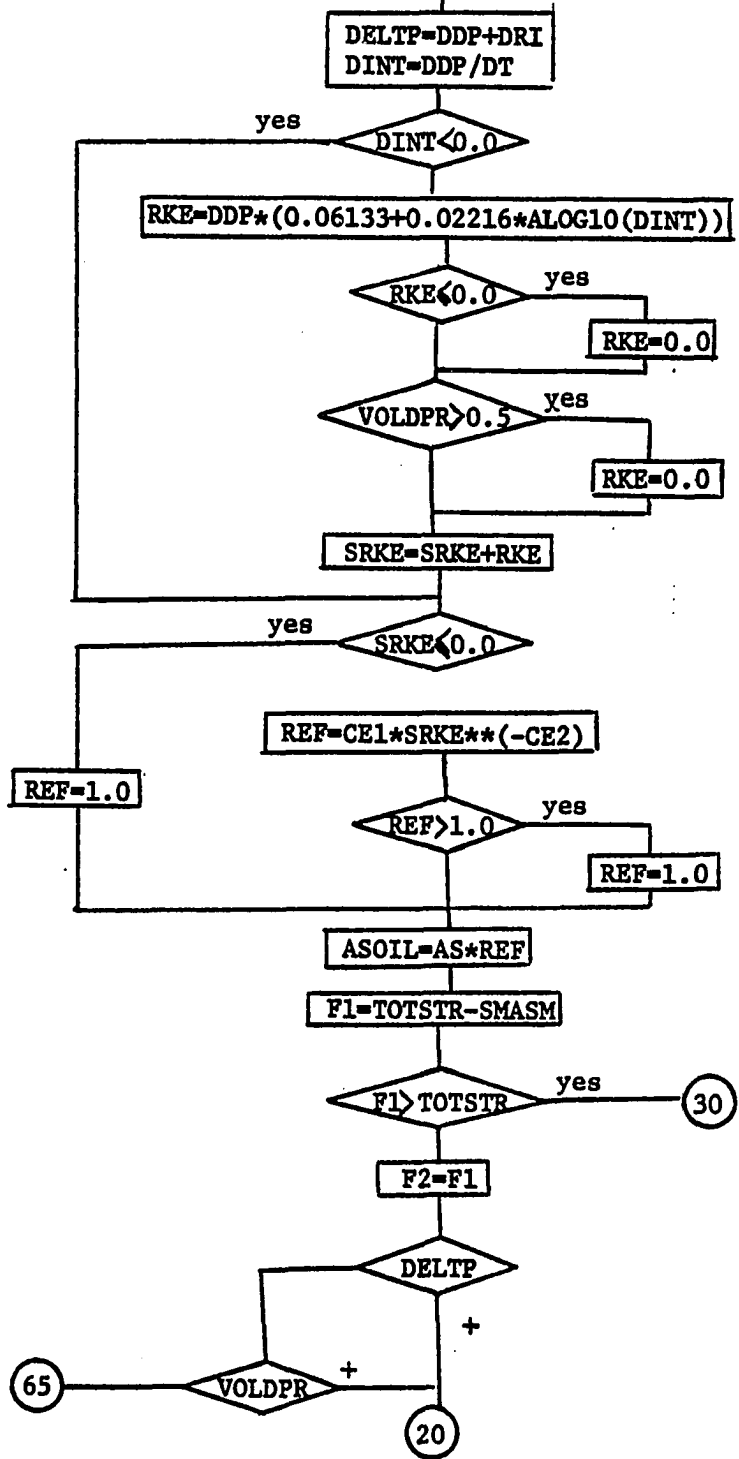 DELTP=DDP+DRI
DINT=DDP/DT
yes
DINT<0.0
RKE=DDP*(0.06133+0.02216*ALOG10(DINT))
RKE≤0.0
yes
RKE=0.0
VOLDPR>0.5
yes
RKE=0.0
SRKE=SRKE+RKE
yes
SRKE≤0.0
REF=CE1*SRKE**(-CE2)
REF=1.0
REF>1.0
yes
REF=1.0
ASOIL=AS*REF
F1=TOTSTR-SMASM
F1>TOTSTR
yes
30
F2=F1
DELTP
+
65
VOLDPR
+
20